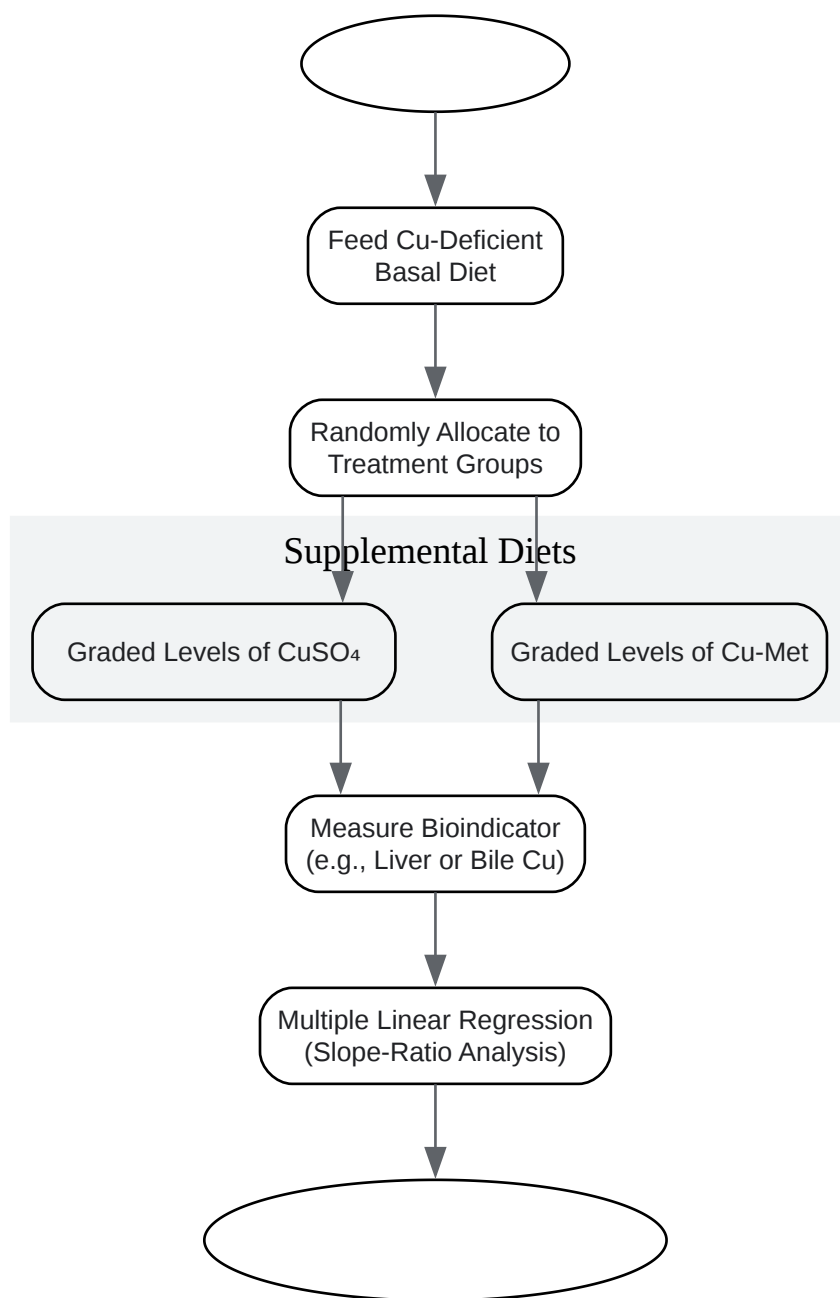 Feed Cu-Deficient
Basal Diet
Randomly Allocate to
Treatment Groups
Supplemental Diets
Graded Levels of CuSO₄
Graded Levels of Cu-Met
Measure Bioindicator
(e.g., Liver or Bile Cu)
Multiple Linear Regression
(Slope-Ratio Analysis)